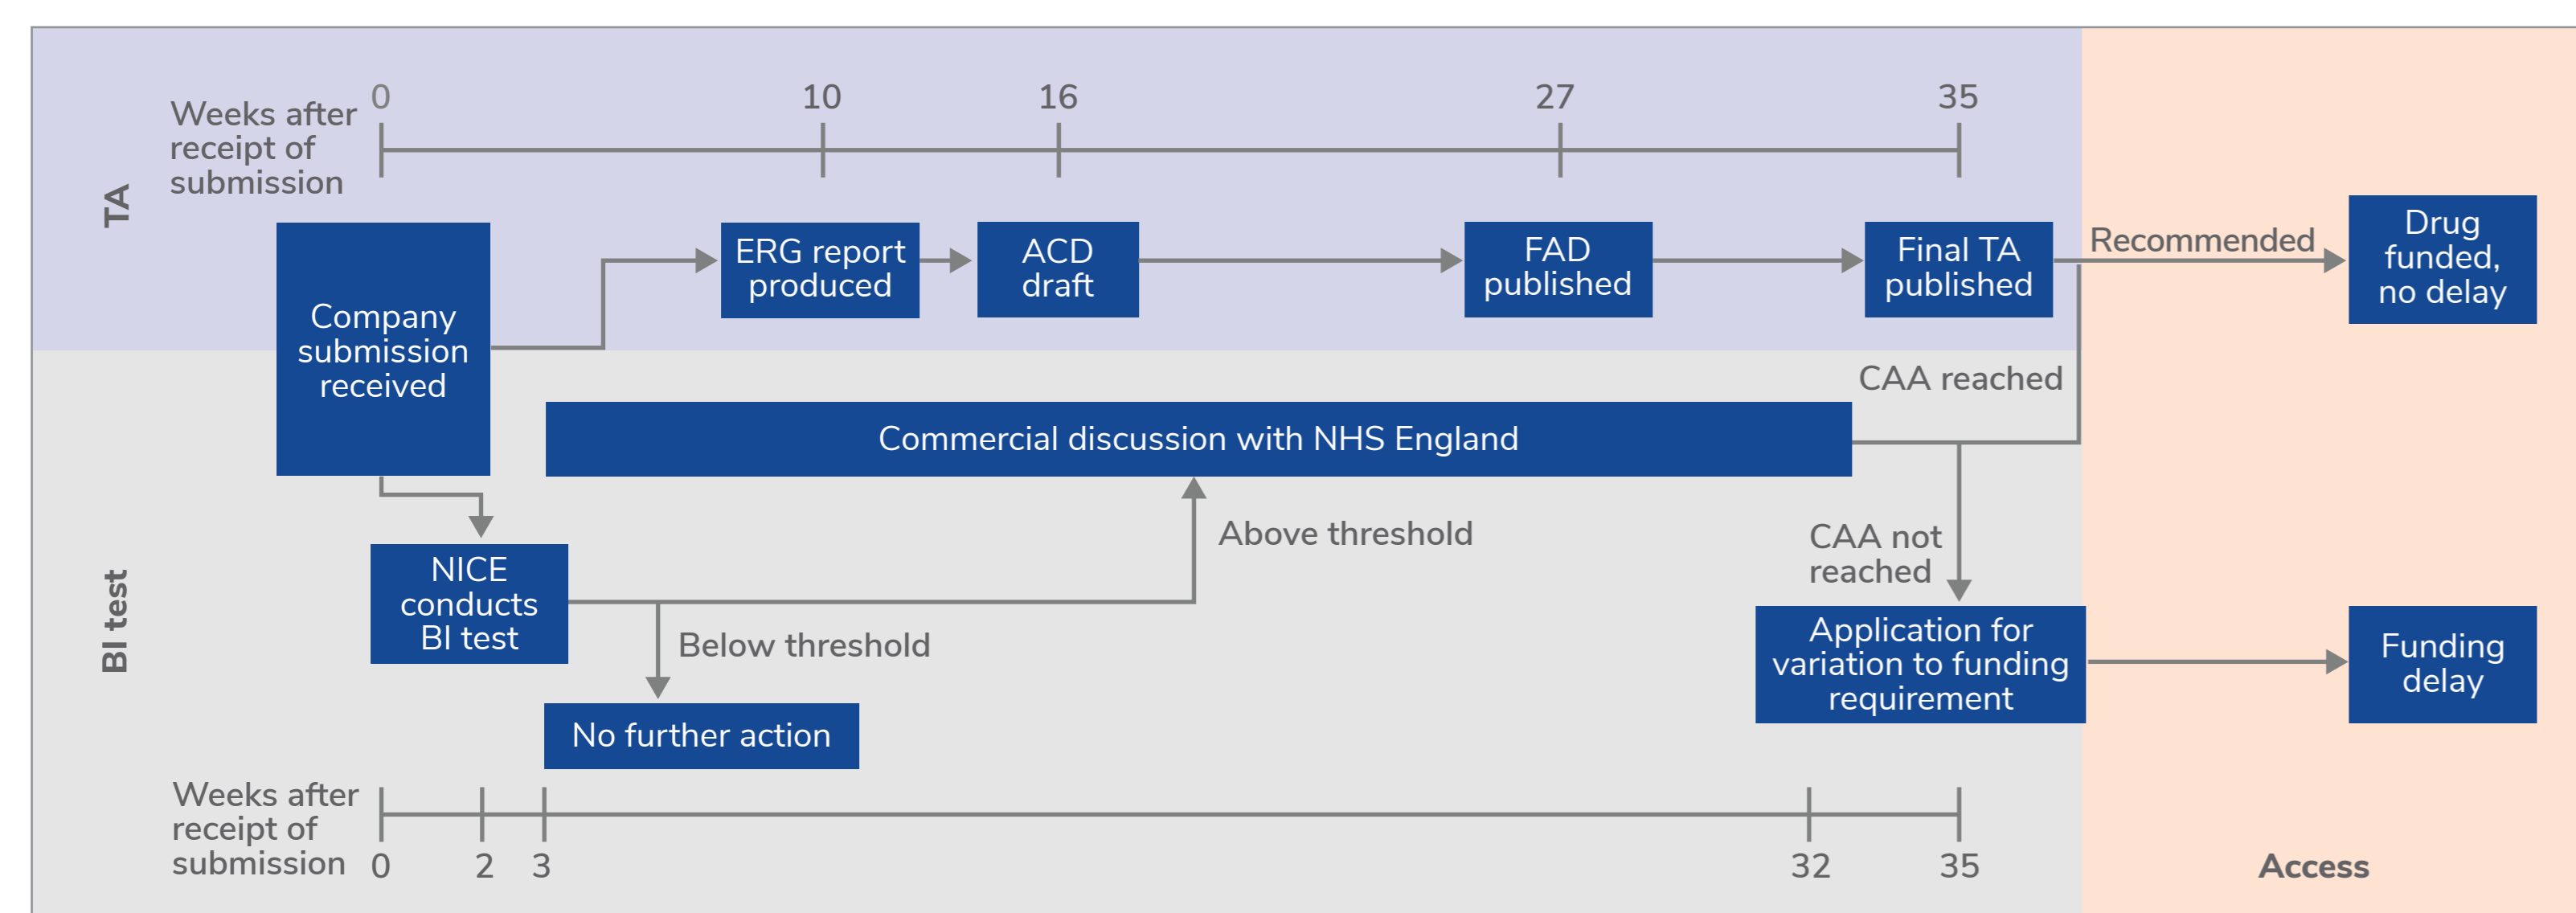 0
10
16
27
35
Weeks after
receipt of
submission
TA
Company
submission
received
ERG report
produced
ACD
draft
FAD
published
Final TA
published
Recommended
Drug
funded,
no delay
CAA reached
Commercial discussion with NHS England
Above threshold
CAA not
reached
BI test
NICE
conducts
BI test
Below threshold
No further action
Application for
variation to funding
requirement
Funding
delay
Weeks after
receipt of
submission
0
2
3
32
35
Access